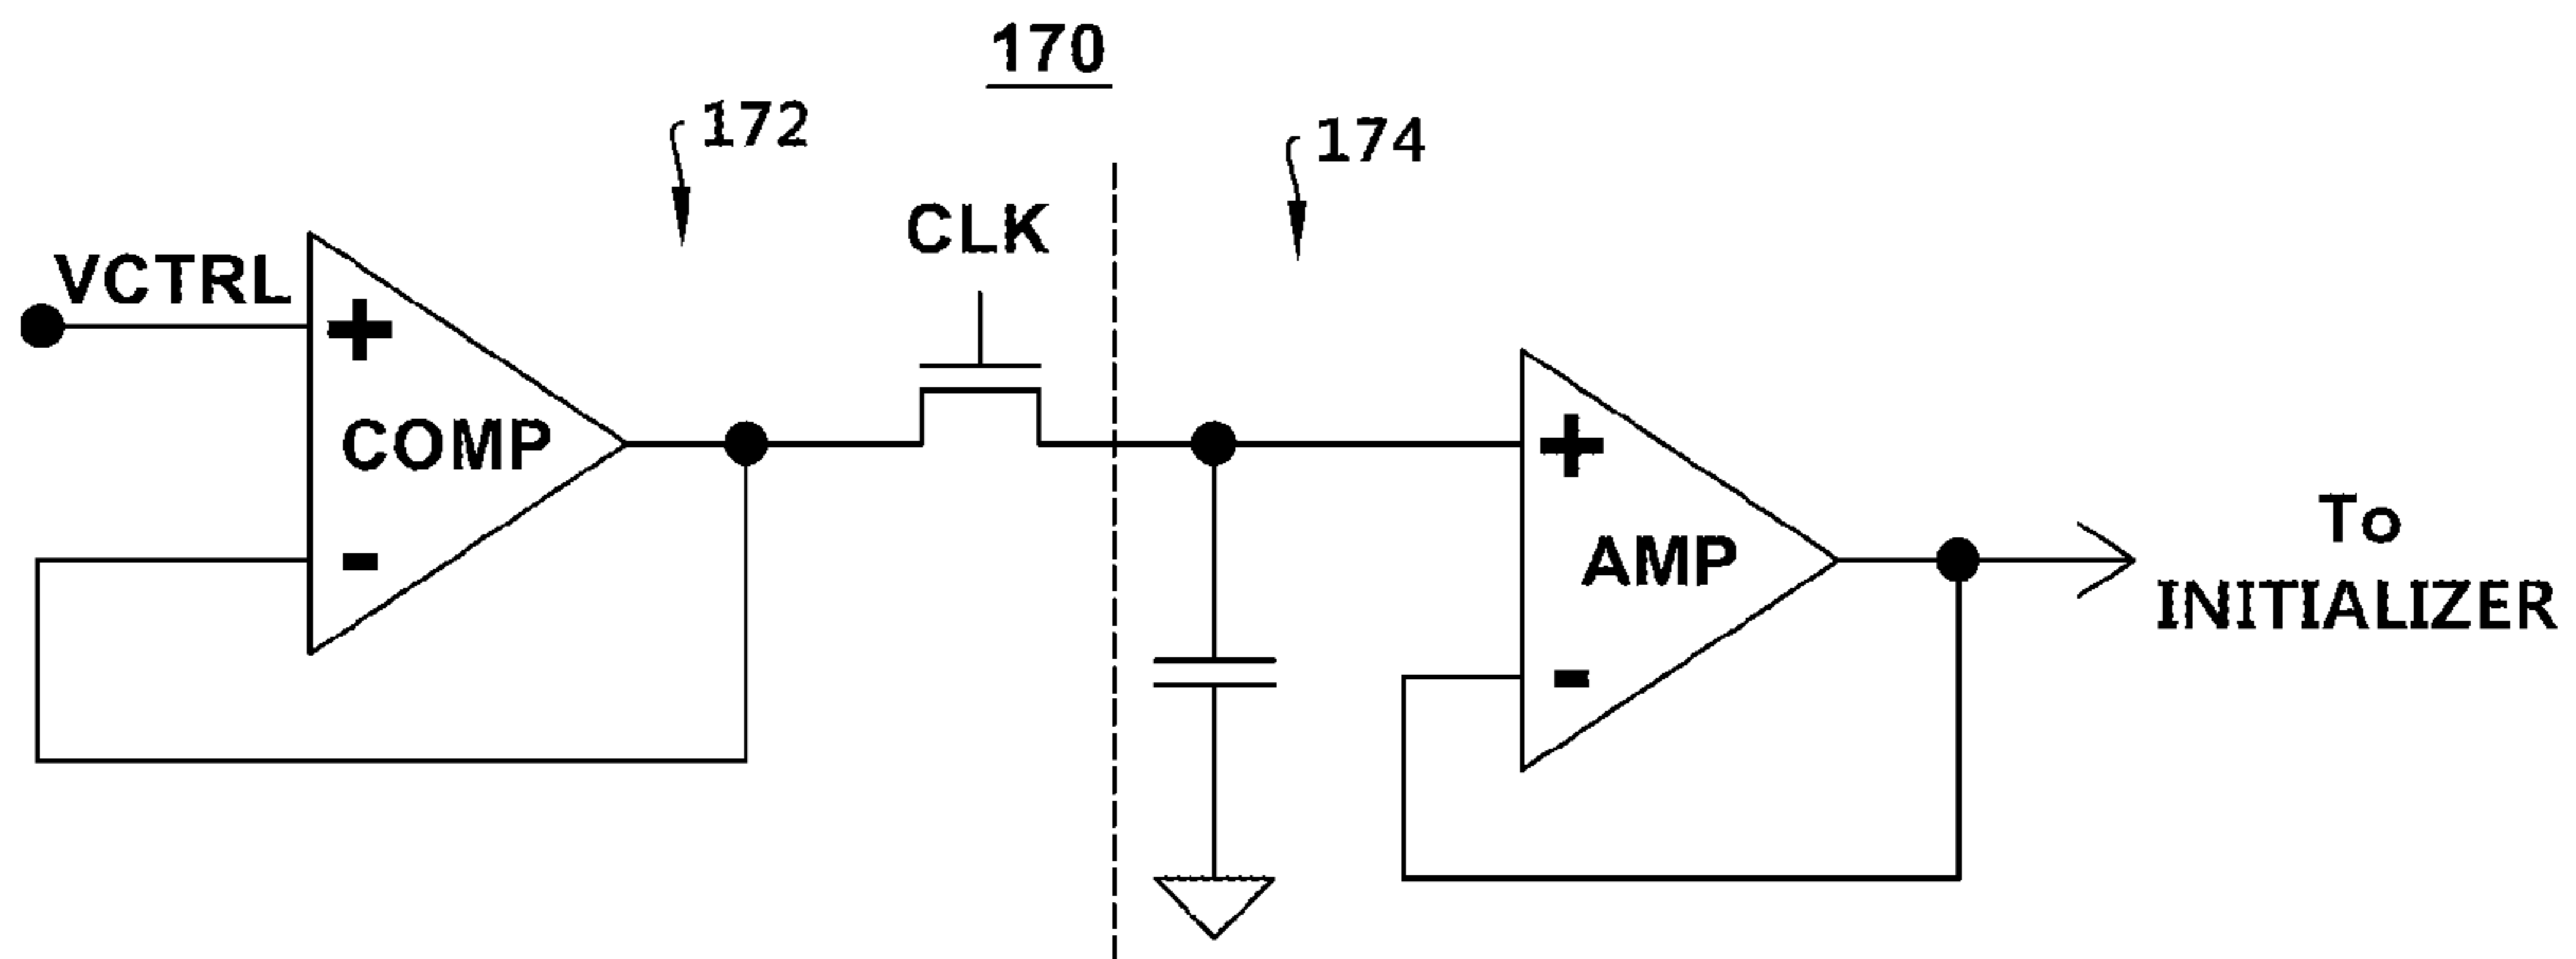 170
172
174
CLK
VCTRL
+
COMP
-
+
AMP
-
To
INITIALIZER